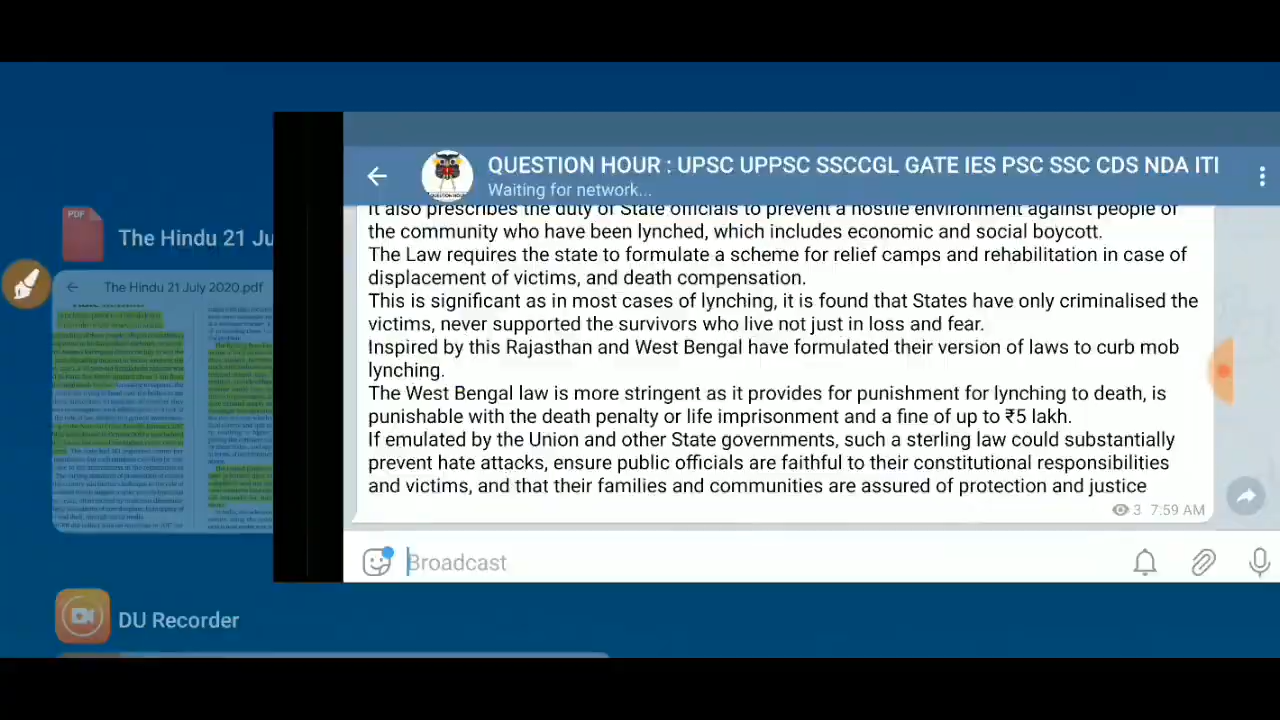 QUESTION HOUR : UPSC UPPSC SSCCGL GATE IES PSC SSC CDS NDA ITI
Waiting for network...
It also prescribes the duty of State officials to prevent a hostile environment against people of
the community who have been lynched, which includes economic and social boycott.
The Law requires the state to formulate a scheme for relief camps and rehabilitation in case of
displacement of victims, and death compensation.
This is significant as in most cases of lynching, it is found that States have only criminalised the
victims, never supported the survivors who live not just in loss and fear.
Inspired by this Rajasthan and West Bengal have formulated their version of laws to curb mob
lynching.
The West Bengal law is more stringent as it provides for punishment for lynching to death, is
punishable with death penalty or life imprisonment and a fine of up to ₹5 lakh.
If emulated by the Union and other State governments, such a sterling law could substantially
prevent hate attacks, ensure public officials are faithful to their constitutional responsibilities
and victims, and that their families and communities are assured of protection and justice
3 7:59 AM
Broadcast
PDF
The Hindu 21 Ju
The Hindu 21 July 2020.pdf
DU Recorder